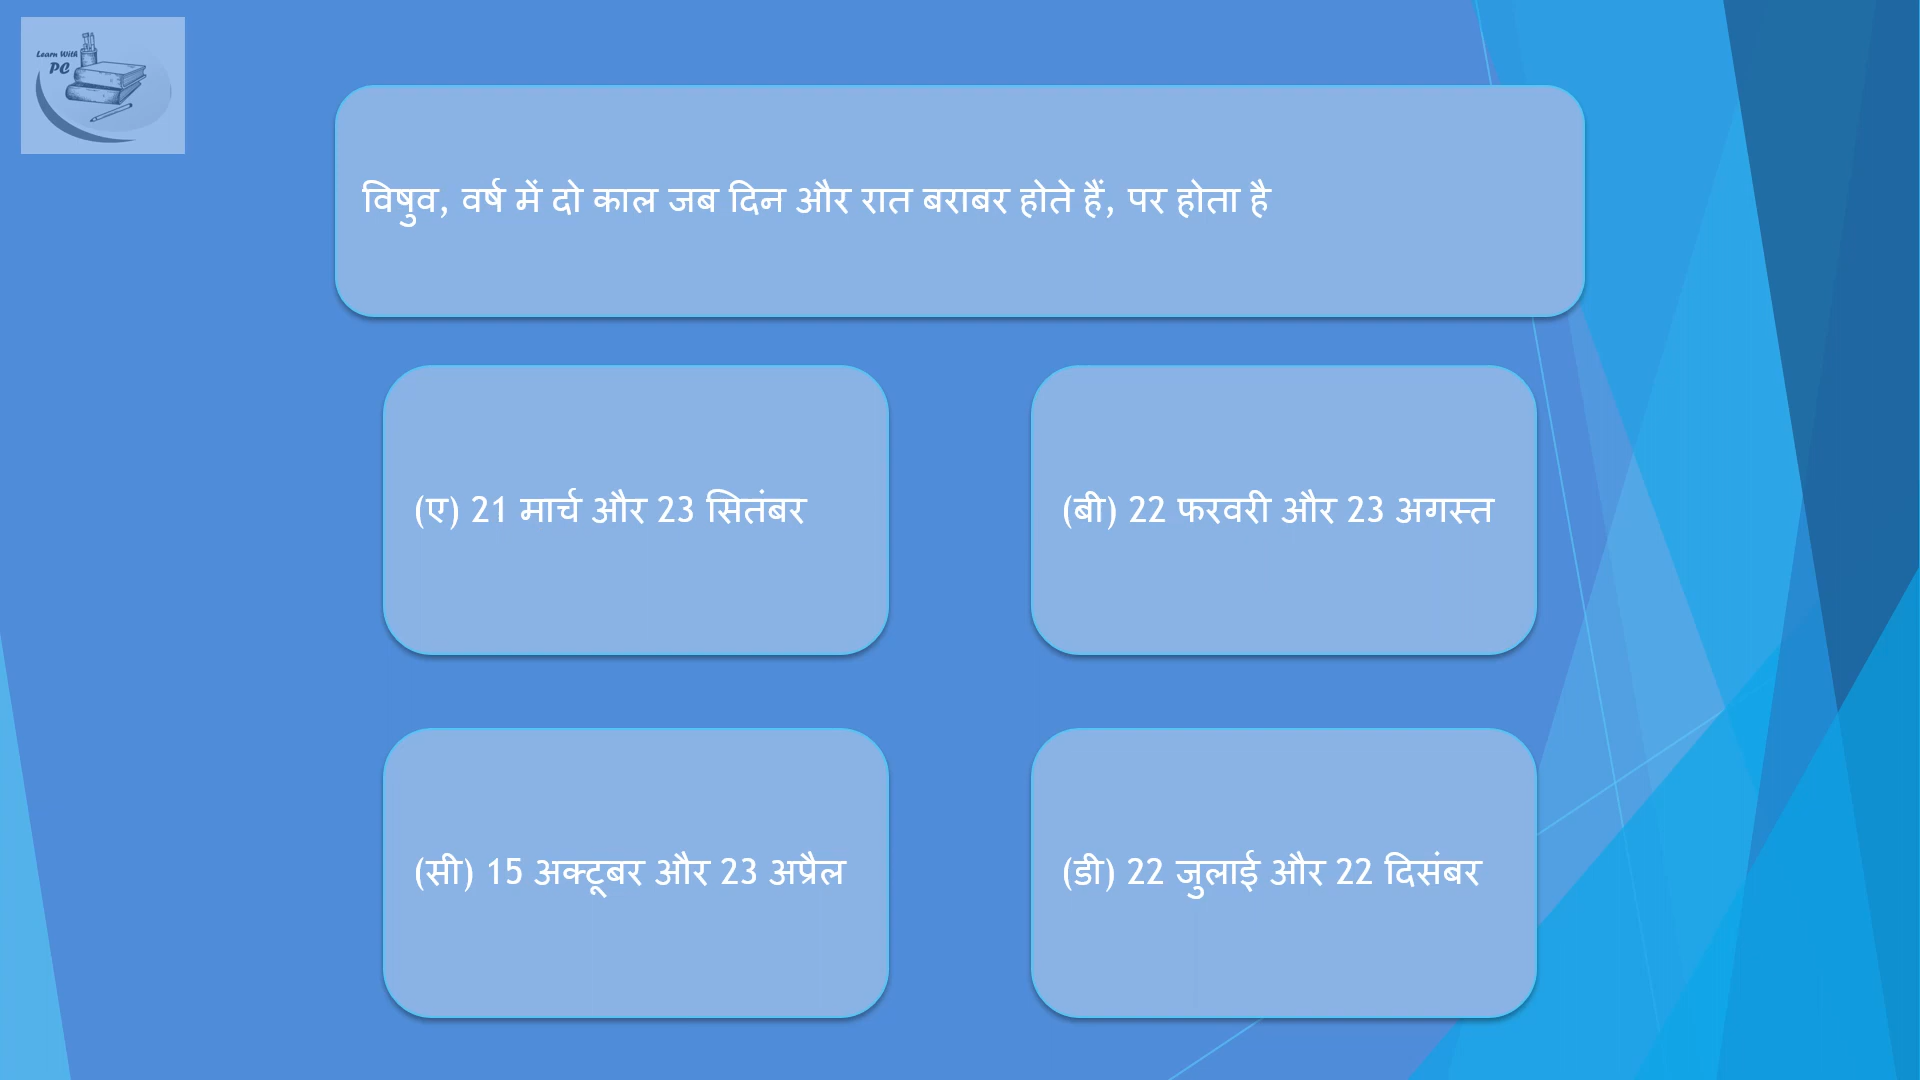 Learn With
PC
विषुव, वर्ष में दो काल जब दिन और रात बराबर होते हैं, पर होता है
(ए) 21 मार्च और 23 सितंबर
(बी) 22 फरवरी और 23 अगस्त
(सी) 15 अक्टूबर और 23 अप्रैल
(डी) 22 जुलाई और 22 दिसंबर